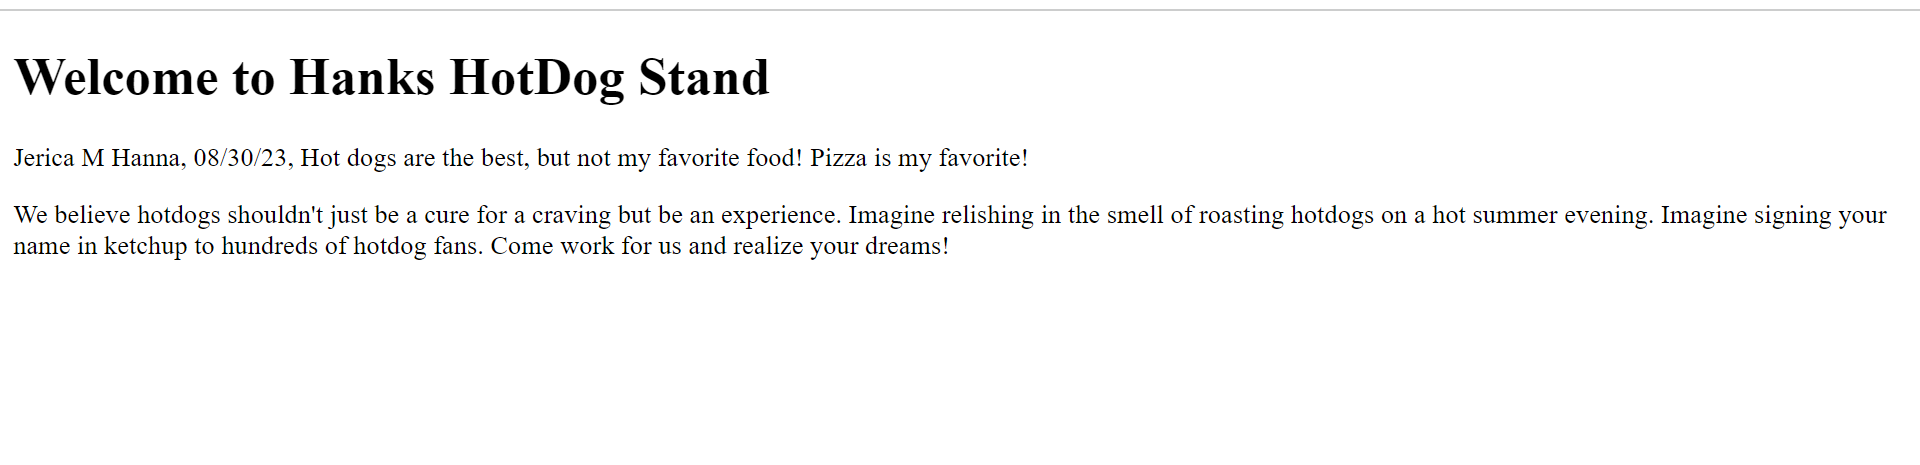 Welcome to Hanks HotDog Stand
Jerica M Hanna, 08/30/23, Hot dogs are the best, but not my favorite food! Pizza is my favorite!
We believe hotdogs shouldn't just be a cure for a craving but be an experience. Imagine relishing in the smell of roasting hotdogs on a hot summer evening. Imagine signing your
name in ketchup to hundreds of hotdog fans. Come work for us and realize your dreams!